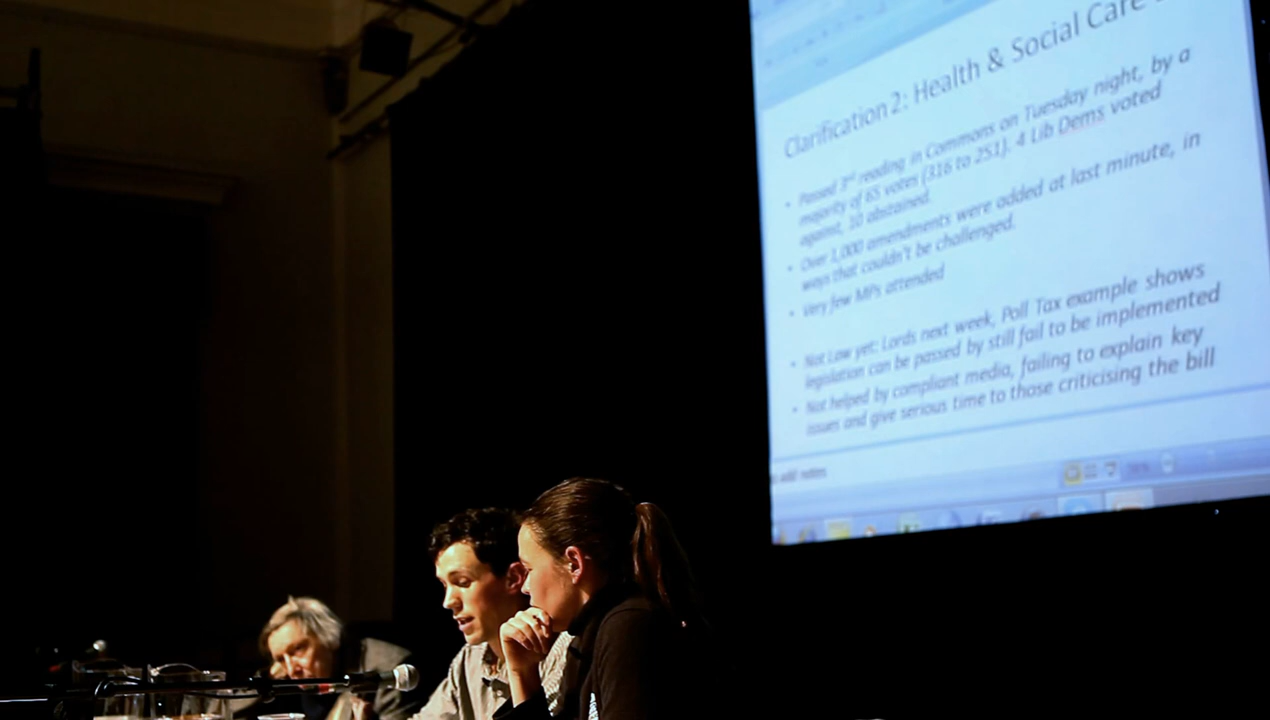 Clarification 2: Health & Social Care
• Passed 3rd reading in Commons on Tuesday night, by a
majority of 65 votes (316 to 251). 4 Lib Dems voted
against, 10 abstained.
• Over 1,000 amendments were added at last minute, in
ways that couldn't be challenged.
• Very few MPs attended
• Not Law yet: Lords next week, Poll Tax example shows
legislation can be passed by still fail to be implemented
• Not helped by compliant media, failing to explain key
issues and give serious time to those criticising the bill
add notes